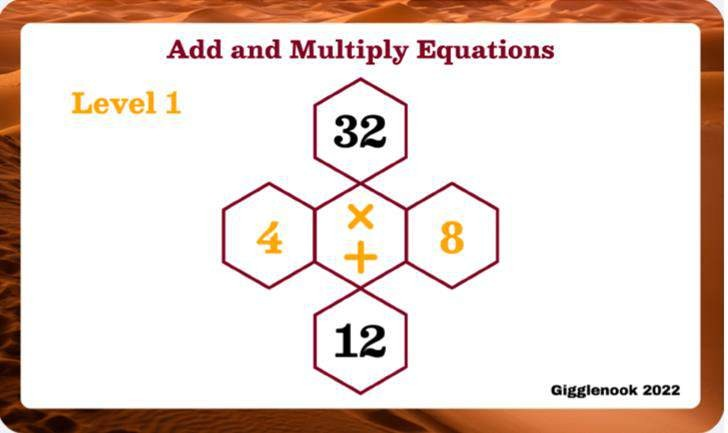 Add and Multiply Equations
Level 1
32
4 × 8
+
12
Gigglenook 2022